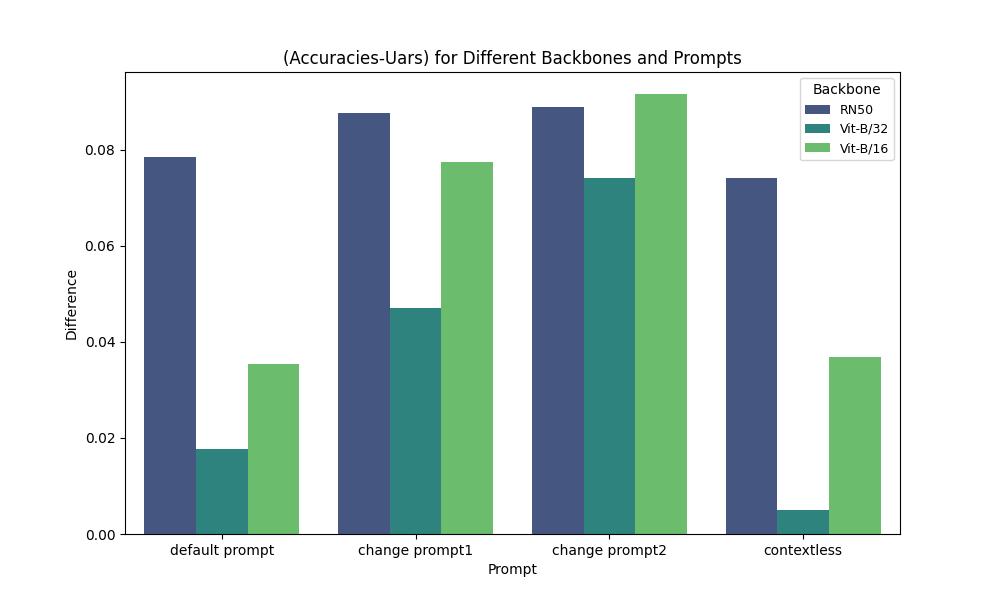 (Accuracies-Uars) for Different Backbones and Prompts
Backbone
RN50
Vit-B/32
Vit-B/16
Difference
0.08
0.06
0.04
0.02
0.00
default prompt
change prompt1
change prompt2
contextless
Prompt